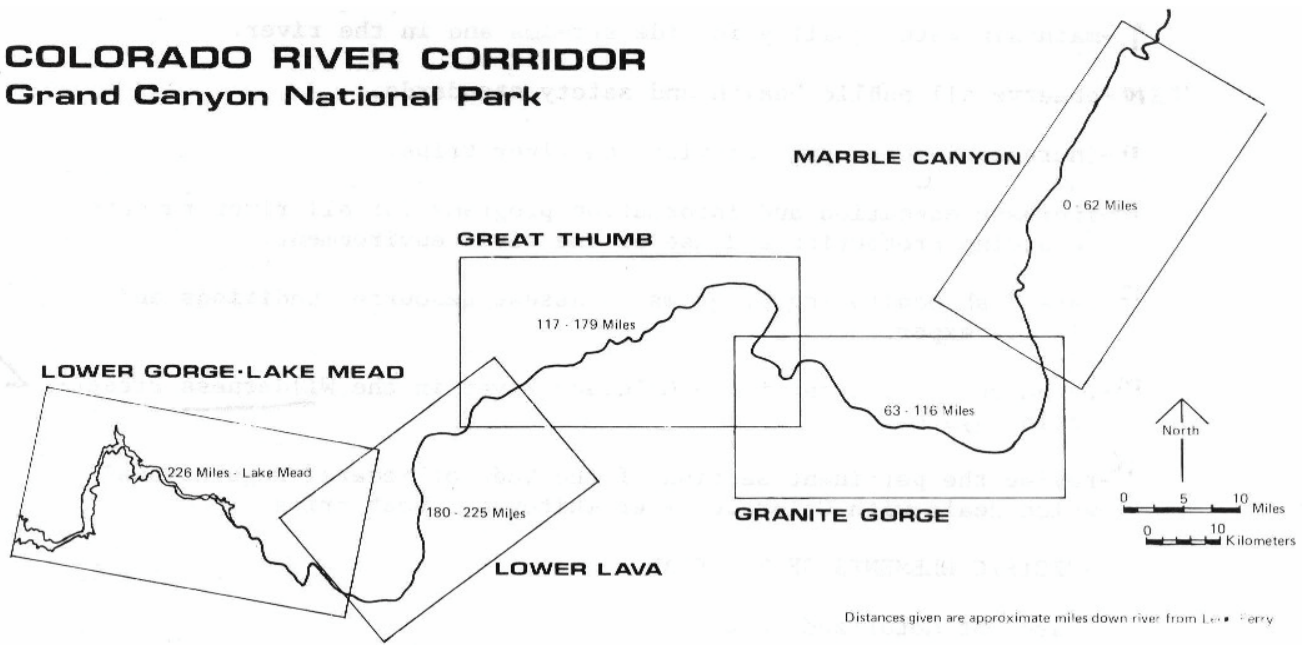 COLORADO RIVER CORRIDOR
Grand Canyon National Park
MARBLE CANYON
0 - 62 Miles
GREAT THUMB
117 - 179 Miles
LOWER GORGE·LAKE MEAD
63 - 116 Miles
North
226 Miles - Lake Mead
180 - 225 Miles
GRANITE GORGE
0 5 10 Miles
0 10 Kilometers
LOWER LAVA
Distances given are approximate miles down river from Ferry